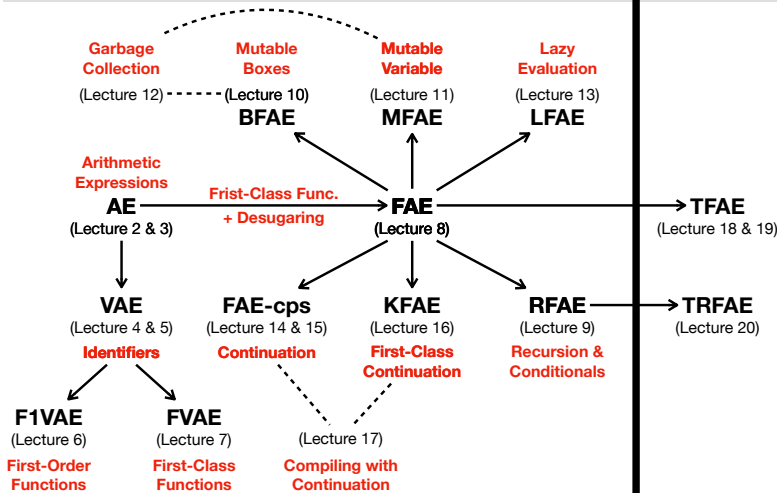 Garbage
Collection
(Lecture 12)
Mutable
Boxes
(Lecture 10)
BFAE
Mutable
Variable
(Lecture 11)
MFAE
Lazy
Evaluation
(Lecture 13)
LFAE
Arithmetic
Expressions
AE
(Lecture 2 & 3)
Frist-Class Func.
+ Desugaring
FAE
(Lecture 8)
TFAE
(Lecture 18 & 19)
VAE
(Lecture 4 & 5)
Identifiers
FAE-cps
(Lecture 14 & 15)
Continuation
KFAE
(Lecture 16)
First-Class
Continuation
RFAE
(Lecture 9)
Recursion &
Conditionals
TRFAE
(Lecture 20)
F1VAE
(Lecture 6)
First-Order
Functions
FVAE
(Lecture 7)
First-Class
Functions
(Lecture 17)
Compiling with
Continuation